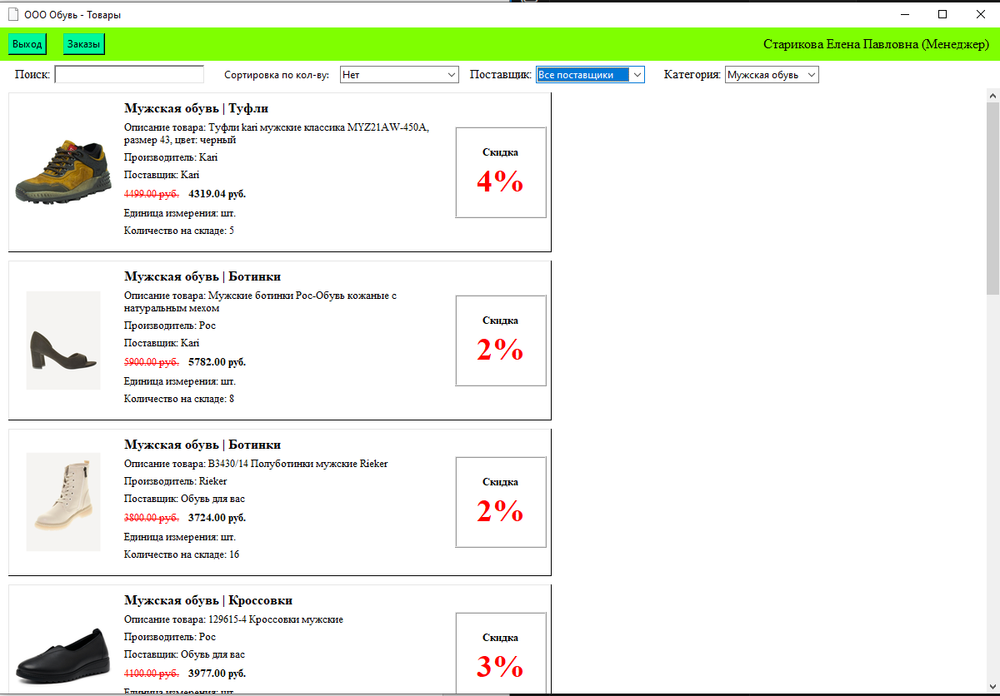 ООО Обувь - Товары
Выход
Заказы
Старикова Елена Павловна (Менеджер)
Поиск:
Сортировка по кол-ву:
Нет
Поставщик:
Все поставщики
Категория:
Мужская обувь
Мужская обувь | Туфли
Описание товара: Туфли kari мужские классика MYZ21AW-450A,
размер 43, цвет: черный
Производитель: Kari
Поставщик: Kari
4499.00 руб. 4319.04 руб.
Единица измерения: шт.
Количество на складе: 5
Скидка
4%
Мужская обувь | Ботинки
Описание товара: Мужские ботинки Рос-Обувь кожаные с
натуральным мехом
Производитель: Рос
Поставщик: Kari
5900.00 руб. 5782.00 руб.
Единица измерения: шт.
Количество на складе: 8
Скидка
2%
Мужская обувь | Ботинки
Описание товара: B3430/14 Полуботинки мужские Rieker
Производитель: Rieker
Поставщик: Обувь для вас
3800.00 руб. 3724.00 руб.
Единица измерения: шт.
Количество на складе: 16
Скидка
2%
Мужская обувь | Кроссовки
Описание товара: 129615-4 Кроссовки мужские
Производитель: Рос
Поставщик: Обувь для вас
4100.00 руб. 3977.00 руб.
Единица измерения: шт.
Скидка
3%